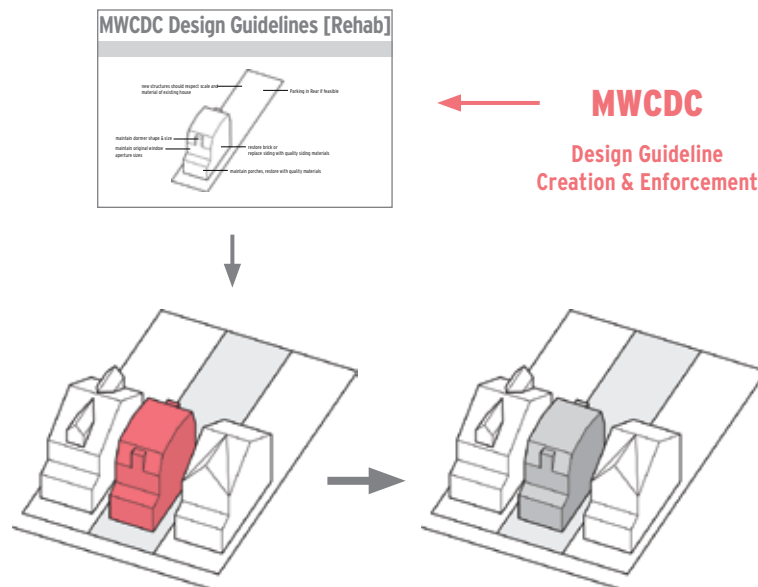 MWCDC Design Guidelines [Rehab]
new structures should respect scale and
material of existing house
Parking in Rear if feasible
maintain dormer shape & size
maintain original window
aperture sizes
restore brick or
replace siding with quality siding materials
maintain porches, restore with quality materials
MWCDC
Design Guideline
Creation & Enforcement